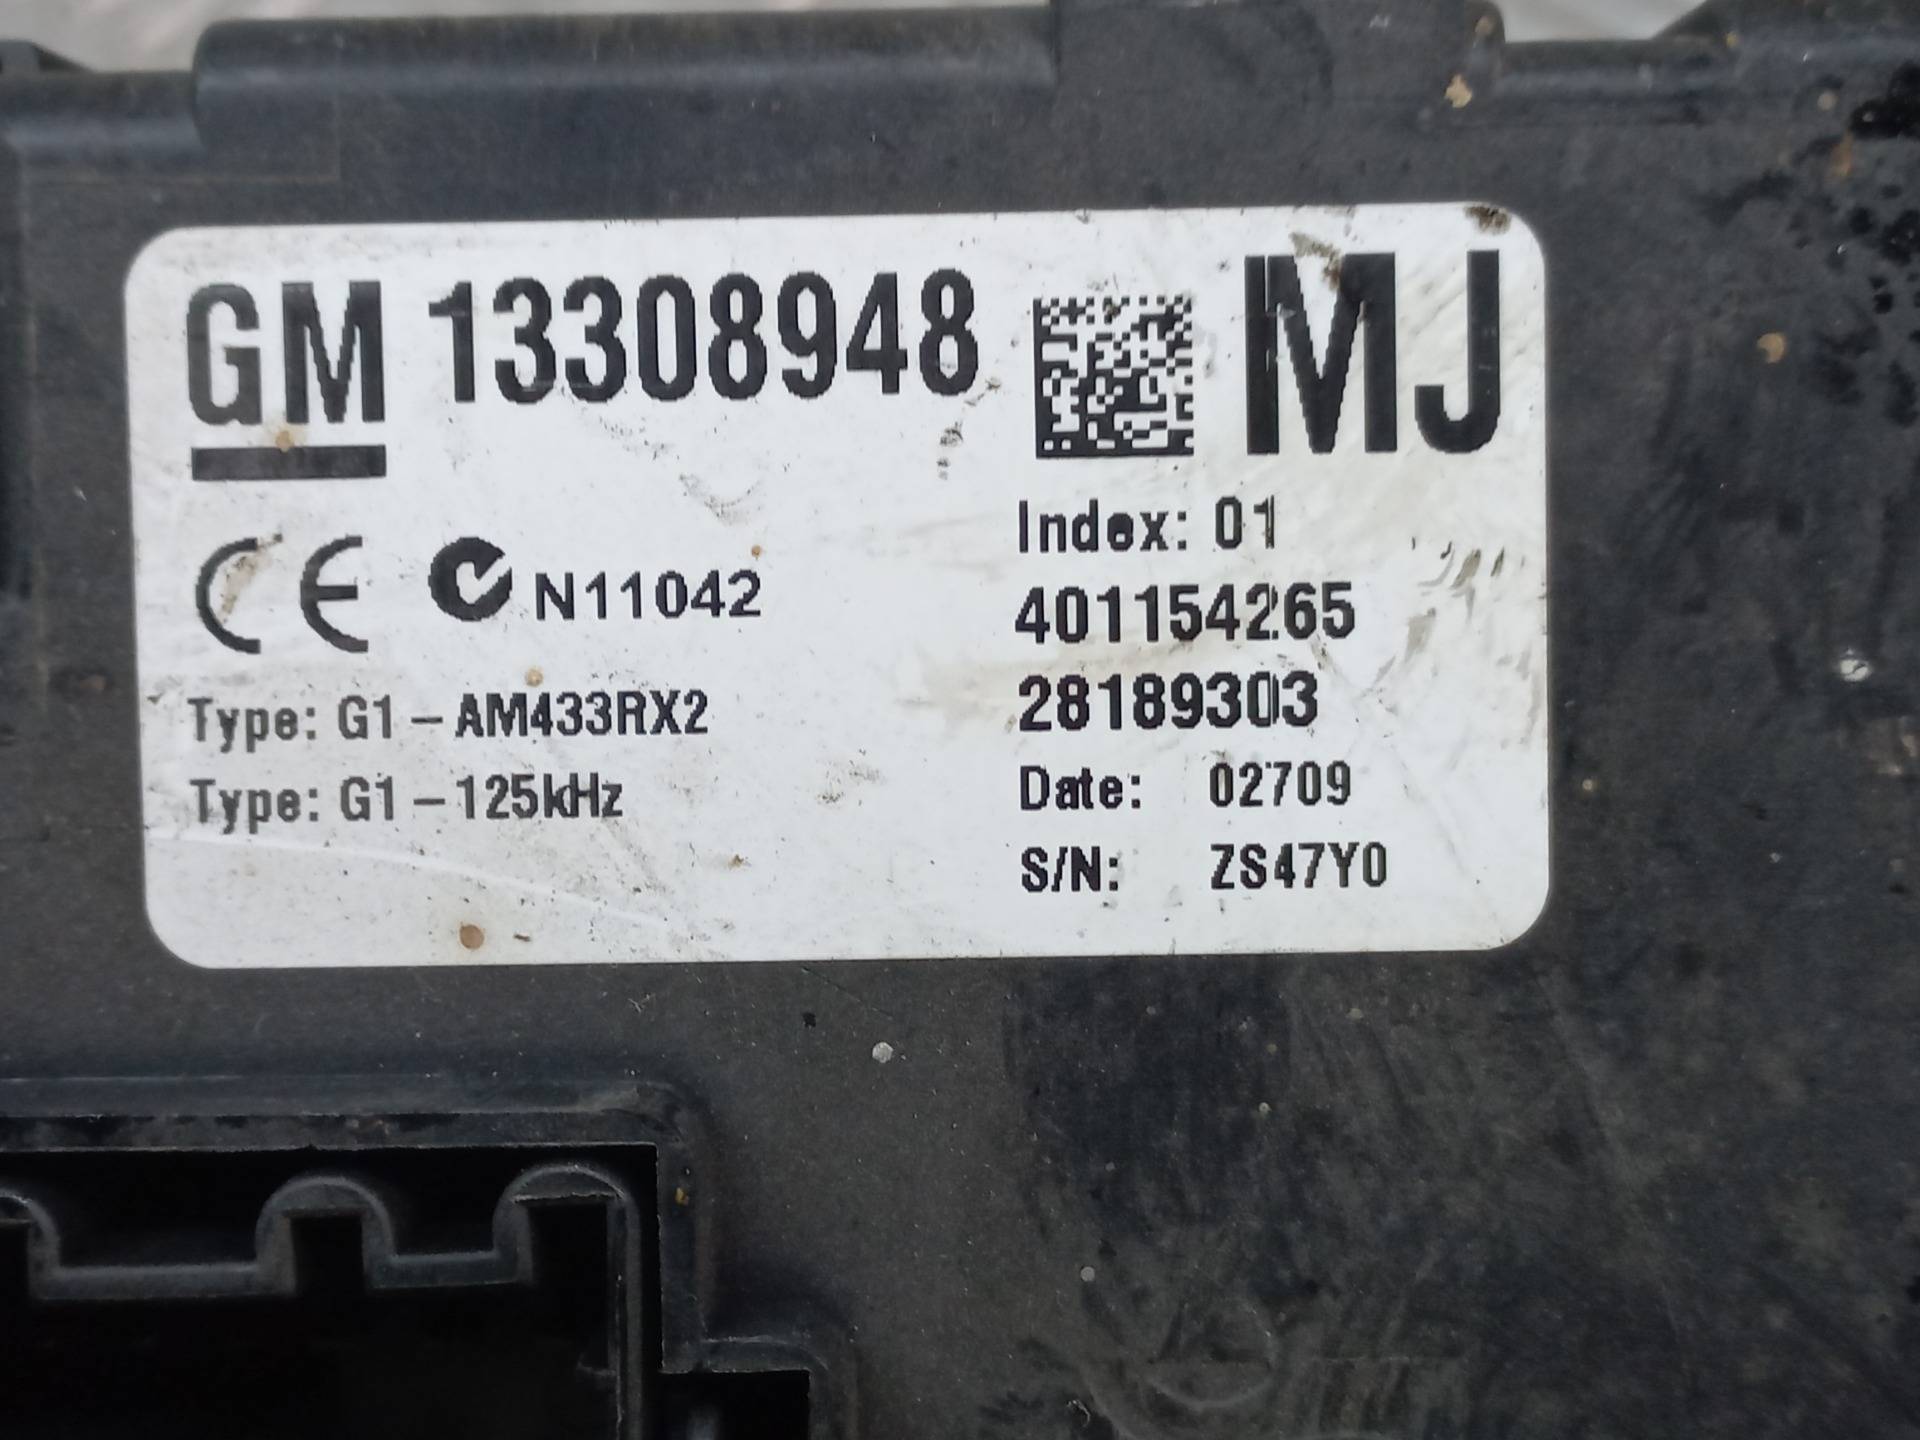 GM 13308948 MJ
CE N11042
Index: 01
401154265
Type: G1-AM433RX2
28189303
Type: G1-125kHz
Date: 02709
S/N: ZS47Y0